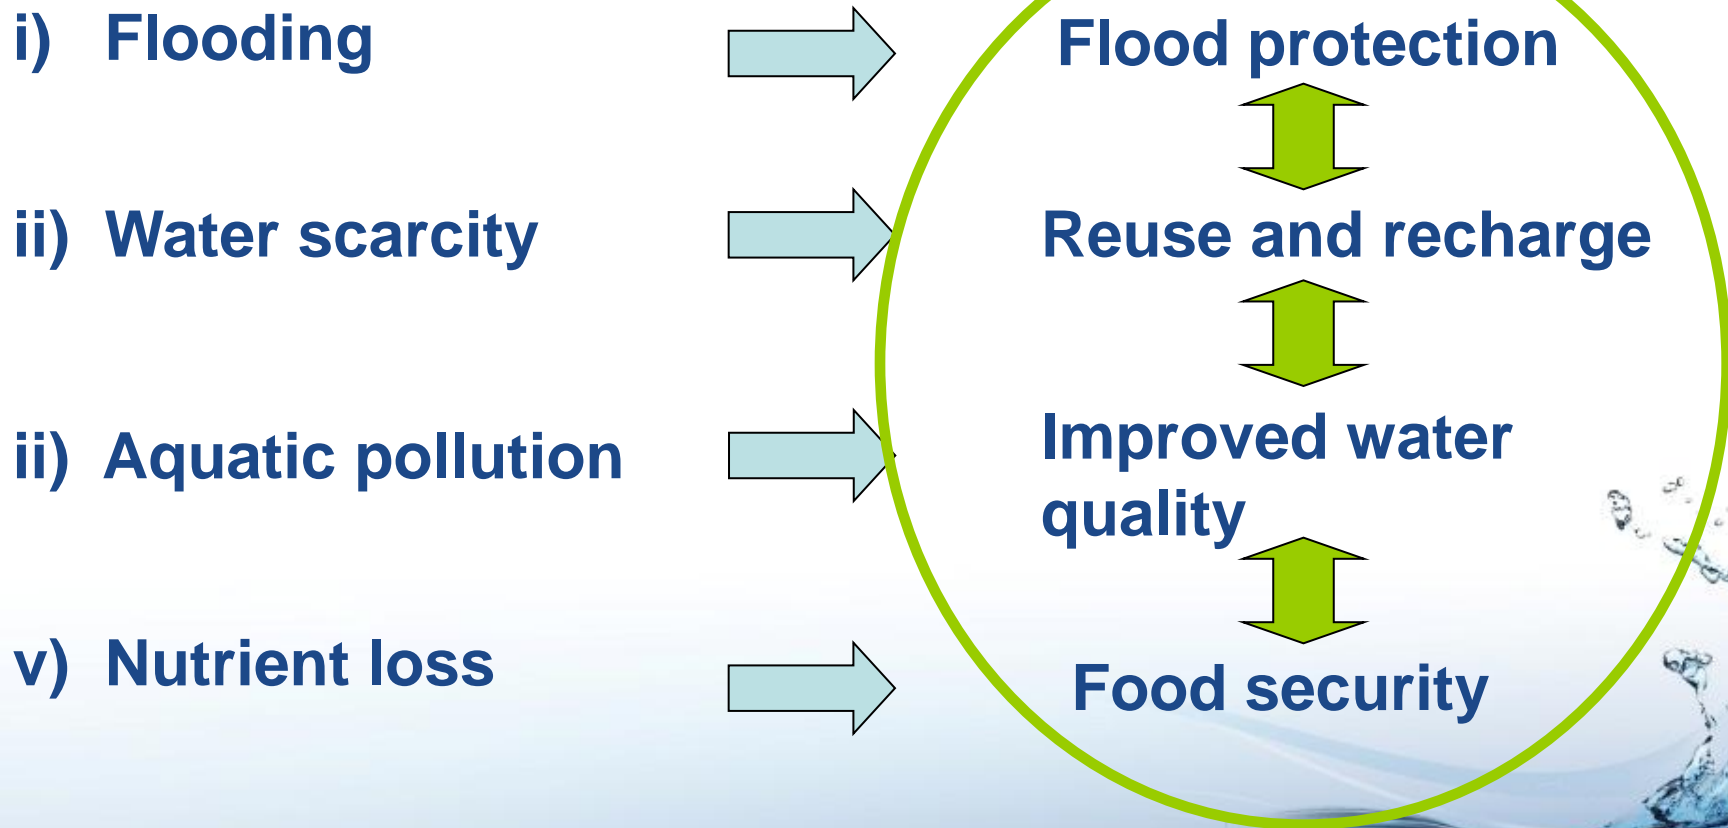 i) Flooding
Flood protection
ii) Water scarcity
Reuse and recharge
ii) Aquatic pollution
Improved water
quality
v) Nutrient loss
Food security